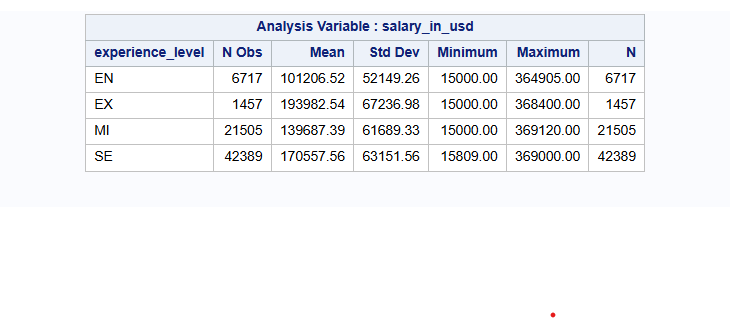 Analysis Variable : salary_in_usd
experience_level N Obs Mean Std Dev Minimum Maximum N
EN 6717 101206.52 52149.26 15000.00 364905.00 6717
EX 1457 193982.54 67236.98 15000.00 368400.00 1457
MI 21505 139687.39 61689.33 15000.00 369120.00 21505
SE 42389 170557.56 63151.56 15809.00 369000.00 42389